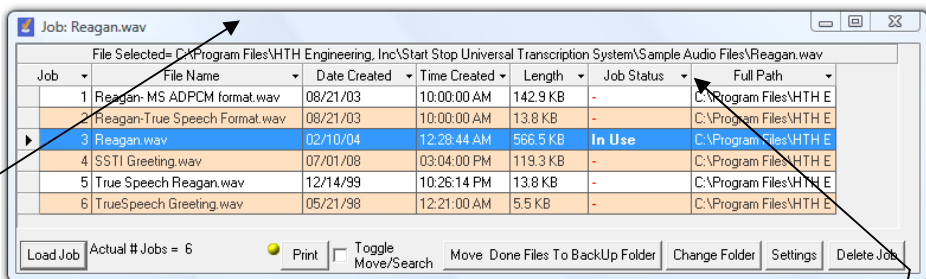 Job: Reagan.wav
File Selected= C:\Program Files\HTH Engineering, Inc\Start Stop Universal Transcription System\Sample Audio Files\Reagan.wav
Job File Name Date Created Time Created Length Job Status Full Path
1 Reagan- MS ADPCM format.wav 08/21/03 10:00:00 AM 142.9 KB - C:\Program Files\HTH E
2 Reagan-True Speech Format.wav 08/21/03 10:00:00 AM 13.8 KB - C:\Program Files\HTH E
3 Reagan.wav 02/10/04 12:28:44 AM 566.5 KB In Use C:\Program Files\HTH E
4 SSTI Greeting.wav 07/01/08 03:04:00 PM 119.3 KB - C:\Program Files\HTH E
5 True Speech Reagan.wav 12/14/99 10:26:14 PM 13.8 KB - C:\Program Files\HTH E
6 TrueSpeech Greeting.wav 05/21/98 12:21:00 AM 5.5 KB - C:\Program Files\HTH E
Load Job Actual # Jobs = 6 Print Toggle Move/Search Move Done Files To BackUp Folder Change Folder Settings Delete Job